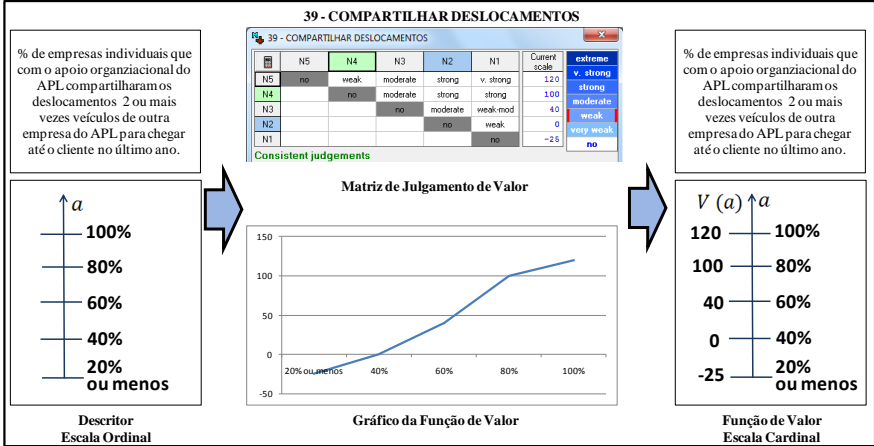 39 - COMPARTILHAR DESLOCAMENTOS
% de empresas individuais que
com o apoio organziacional do
APL compartilharam os
deslocamentos 2 ou mais
vezes veículos de outra
empresa do APL para chegar
até o cliente no último ano.
a
100%
80%
60%
40%
20%
ou menos
Descritor
Escala Ordinal
39 - COMPARTILHAR DESLOCAMENTOS
N5 N4 N3 N2 N1 Current
scale
N5 no weak moderate strong v. strong 120
N4 no moderate strong strong 100
N3 no moderate weak-mod 40
N2 no weak 0
N1 no -25
extreme
v. strong
strong
moderate
weak
very weak
no
Consistent judgements
Matriz de Julgamento de Valor
150
100
50
0
-50
20% ou menos 40% 60% 80% 100%
Gráfico da Função de Valor
% de empresas individuais que
com o apoio organziacional do
APL compartilharam os
deslocamentos 2 ou mais
vezes veículos de outra
empresa do APL para chegar
até o cliente no último ano.
V (a) a
120 100%
100 80%
40 60%
0 40%
-25 20%
ou menos
Função de Valor
Escala Cardinal